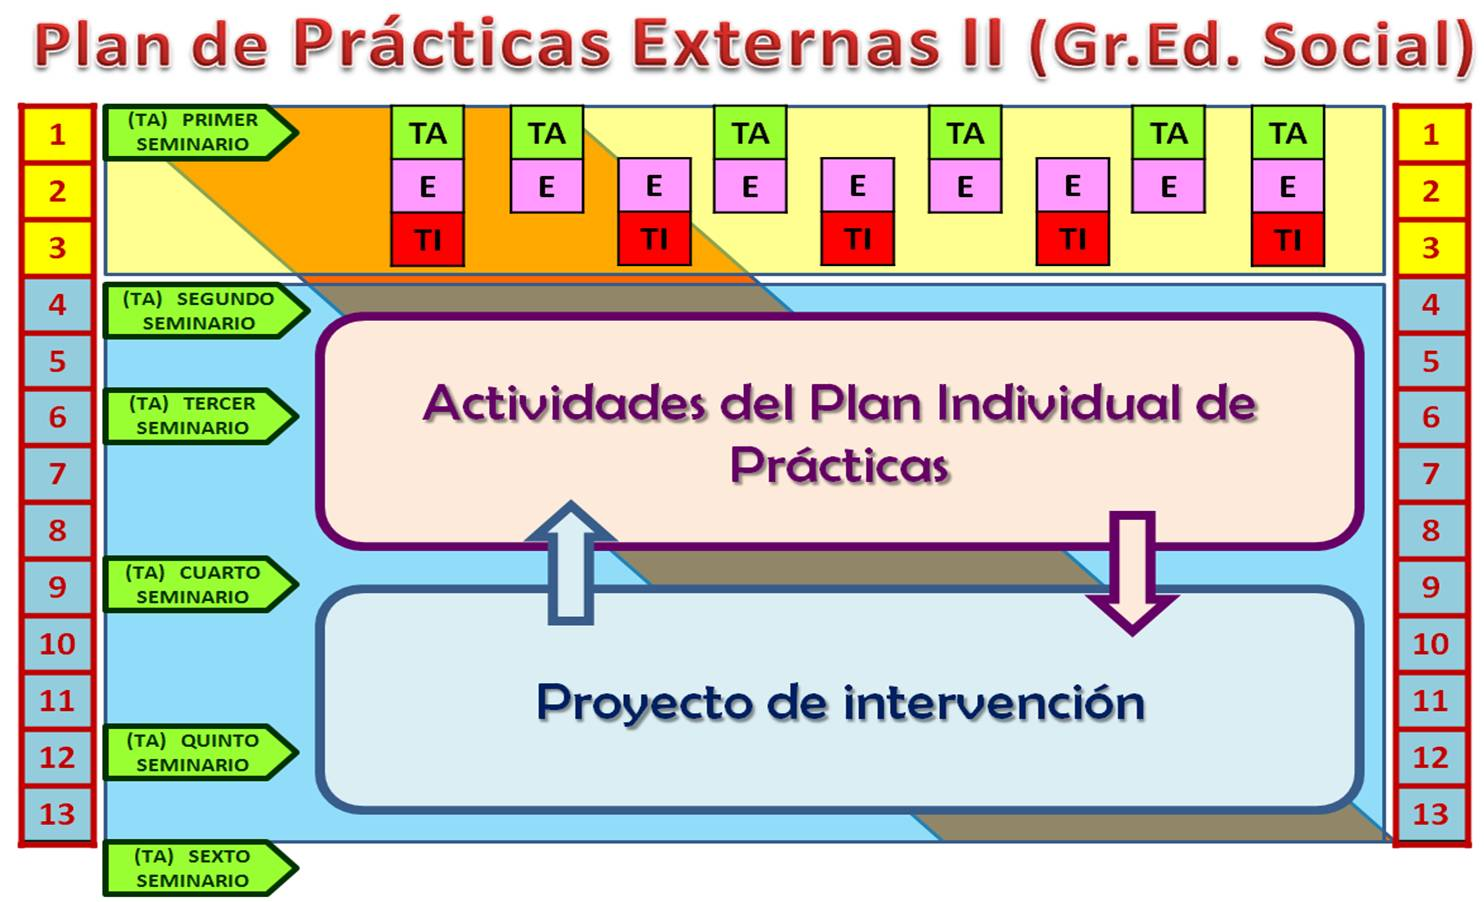 Plan de Prácticas Externas II (Gr.Ed. Social)
1
2
3
4
5
6
7
8
9
10
11
12
13
(TA) PRIMER
SEMINARIO
TA TA TA TA TA TA
E E E E E E E E E
TI TI TI TI TI
(TA) SEGUNDO
SEMINARIO
(TA) TERCER
SEMINARIO
(TA) CUARTO
SEMINARIO
(TA) QUINTO
SEMINARIO
(TA) SEXTO
SEMINARIO
Actividades del Plan Individual de
Prácticas
Proyecto de intervención
1
2
3
4
5
6
7
8
9
10
11
12
13